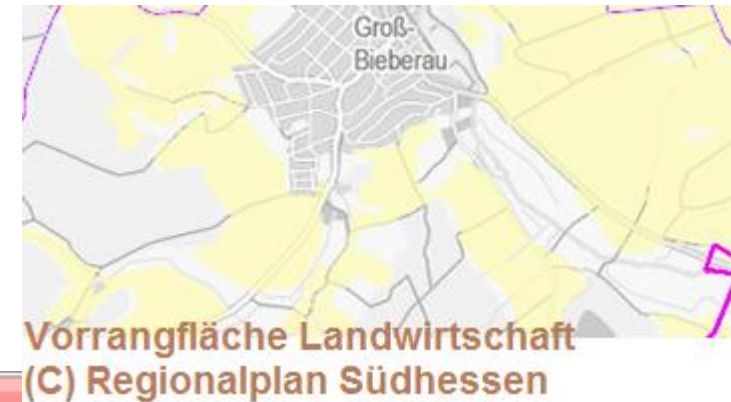 Groß-
Bieberau
Vorrangfläche Landwirtschaft
(C) Regionalplan Südhessen